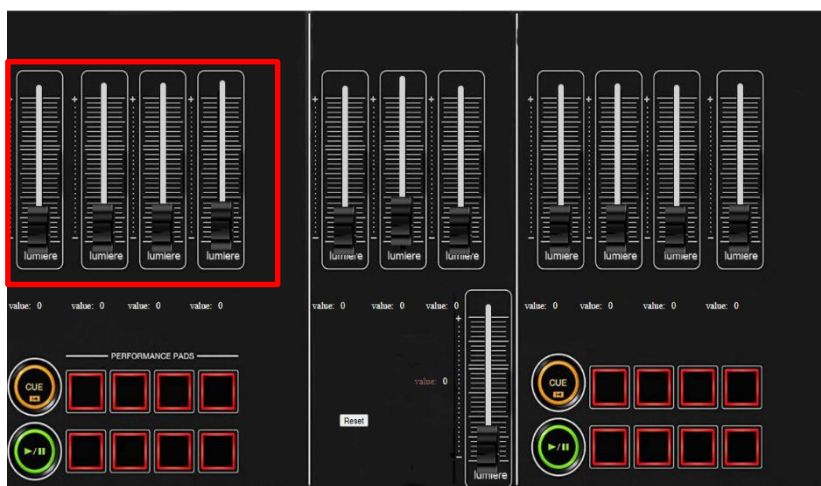 lumiere lumiere lumiere lumiere lumiere lumiere lumiere lumiere lumiere lumiere lumiere
value: 0 value: 0 value: 0 value: 0 value: 0 value: 0 value: 0 value: 0 value: 0 value: 0 value: 0
PERFORMANCE PADS
value: 0
CUE CUE
Reset
lumiere